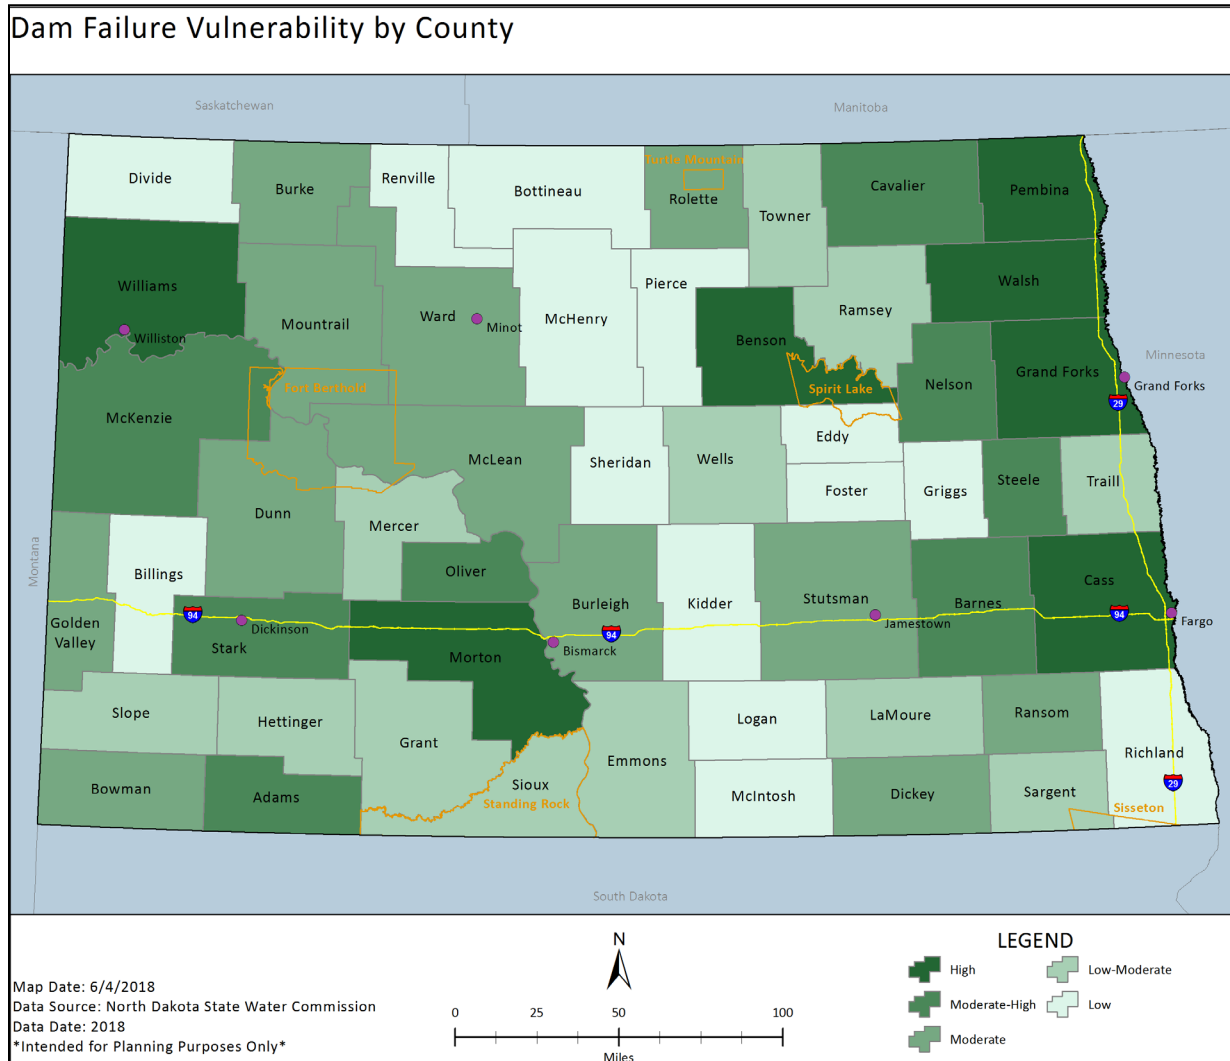 Dam Failure Vulnerability by County
Saskatchewan
Manitoba
Divide
Burke
Renville
Bottineau
Turtle Mountain
Rolette
Towner
Cavalier
Pembina
Williams
Williston
Mountrail
Ward
Minot
McHenry
Pierce
Benson
Ramsey
Walsh
Minnesota
McKenzie
Fort Berthold
Spirit Lake
Nelson
Grand Forks
Grand Forks
29
McLean
Sheridan
Wells
Eddy
Foster
Griggs
Steele
Traill
Dunn
Mercer
Montana
Billings
Oliver
Golden
Valley
94
Dickinson
Stark
Morton
Burleigh
Bismarck
94
Kidder
Stutsman
Jamestown
Barnes
Cass
94
Fargo
Slope
Hettinger
Grant
Emmons
Logan
LaMoure
Ransom
Richland
29
Bowman
Adams
Sioux
Standing Rock
McIntosh
Dickey
Sargent
Sisseton
South Dakota
N
LEGEND
High
Low-Moderate
Moderate-High
Low
Moderate
Map Date: 6/4/2018
Data Source: North Dakota State Water Commission
Data Date: 2018
*Intended for Planning Purposes Only*
0 25 50 100
Miles